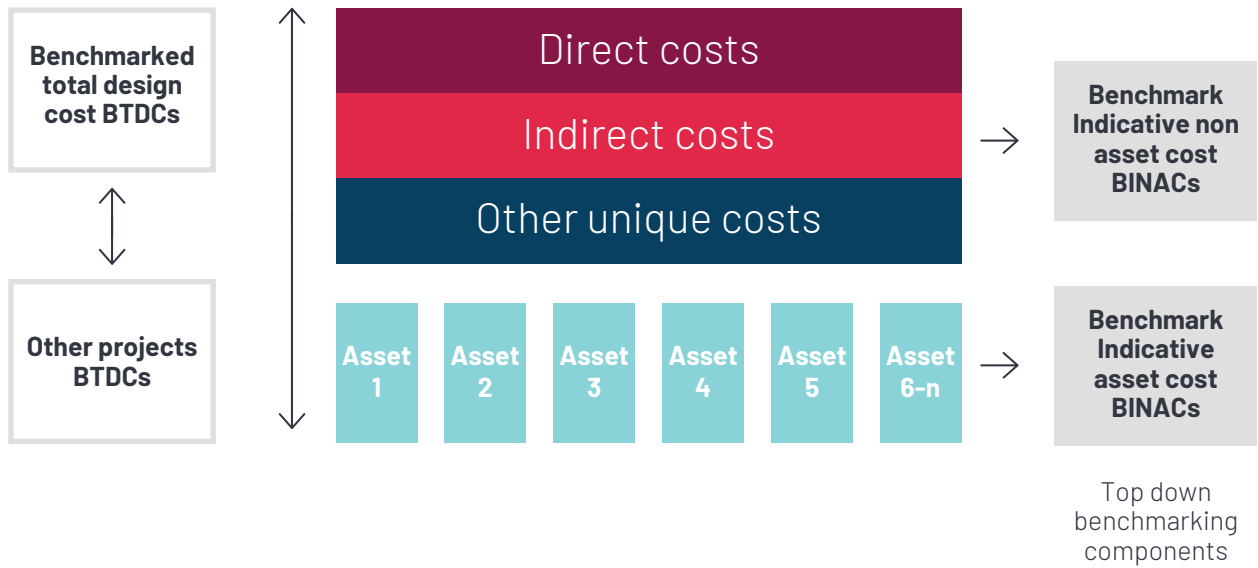 Benchmarked
total design
cost BTDCs
Other projects
BTDCs
Direct costs
Indirect costs
Other unique costs
Asset
1
Asset
2
Asset
3
Asset
4
Asset
5
Asset
6-n
Benchmark
Indicative non
asset cost
BINACs
Benchmark
Indicative
asset cost
BINACs
Top down
benchmarking
components